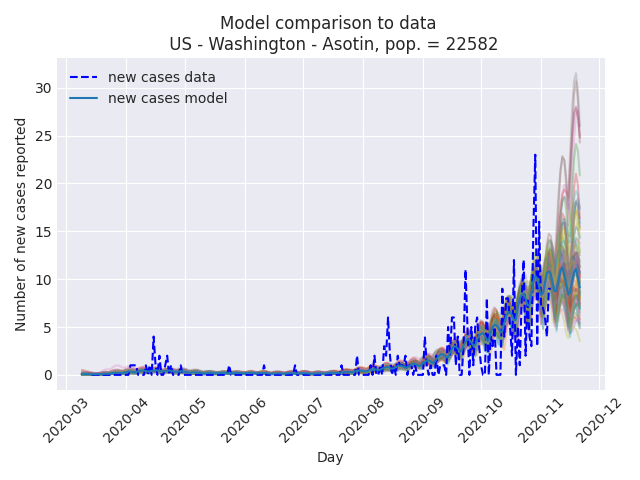 Model comparison to data
US - Washington - Asotin, pop. = 22582
new cases data
new cases model
Number of new cases reported
30
25
20
15
10
5
0
2020-03
2020-04
2020-05
2020-06
2020-07
2020-08
2020-09
2020-10
2020-11
2020-12
Day